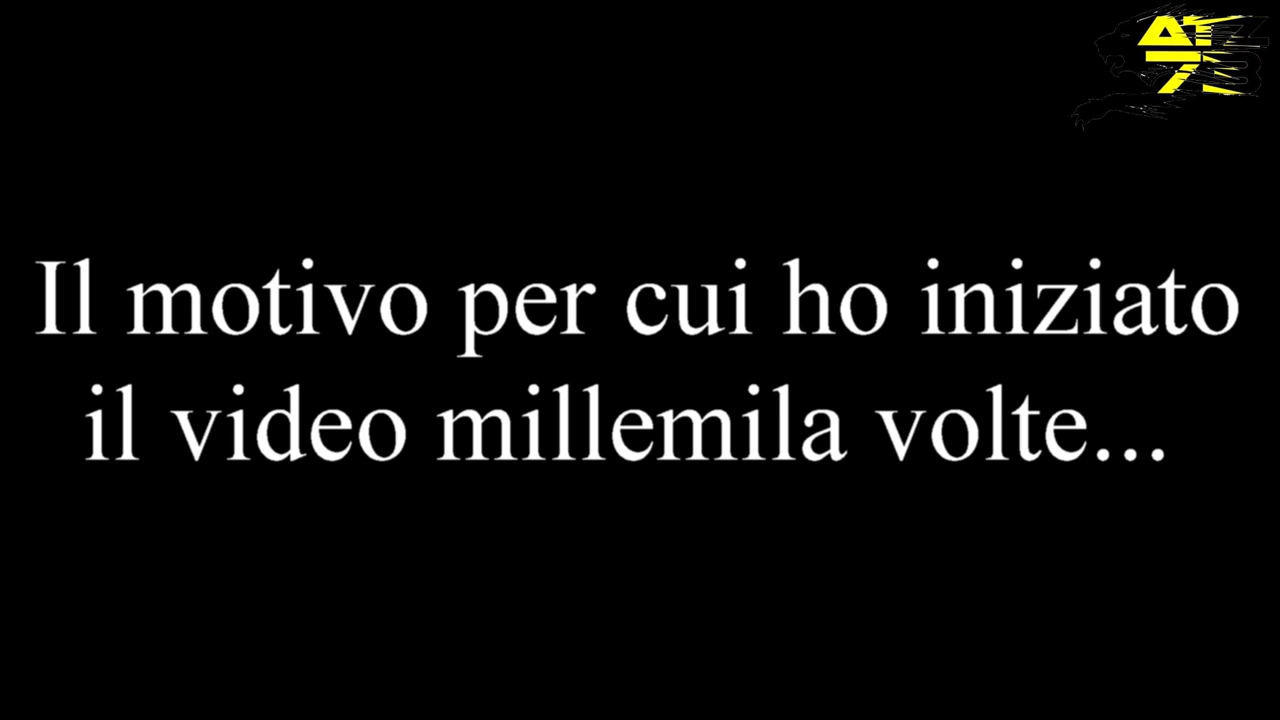 Il motivo per cui ho iniziato
il video millemila volte...